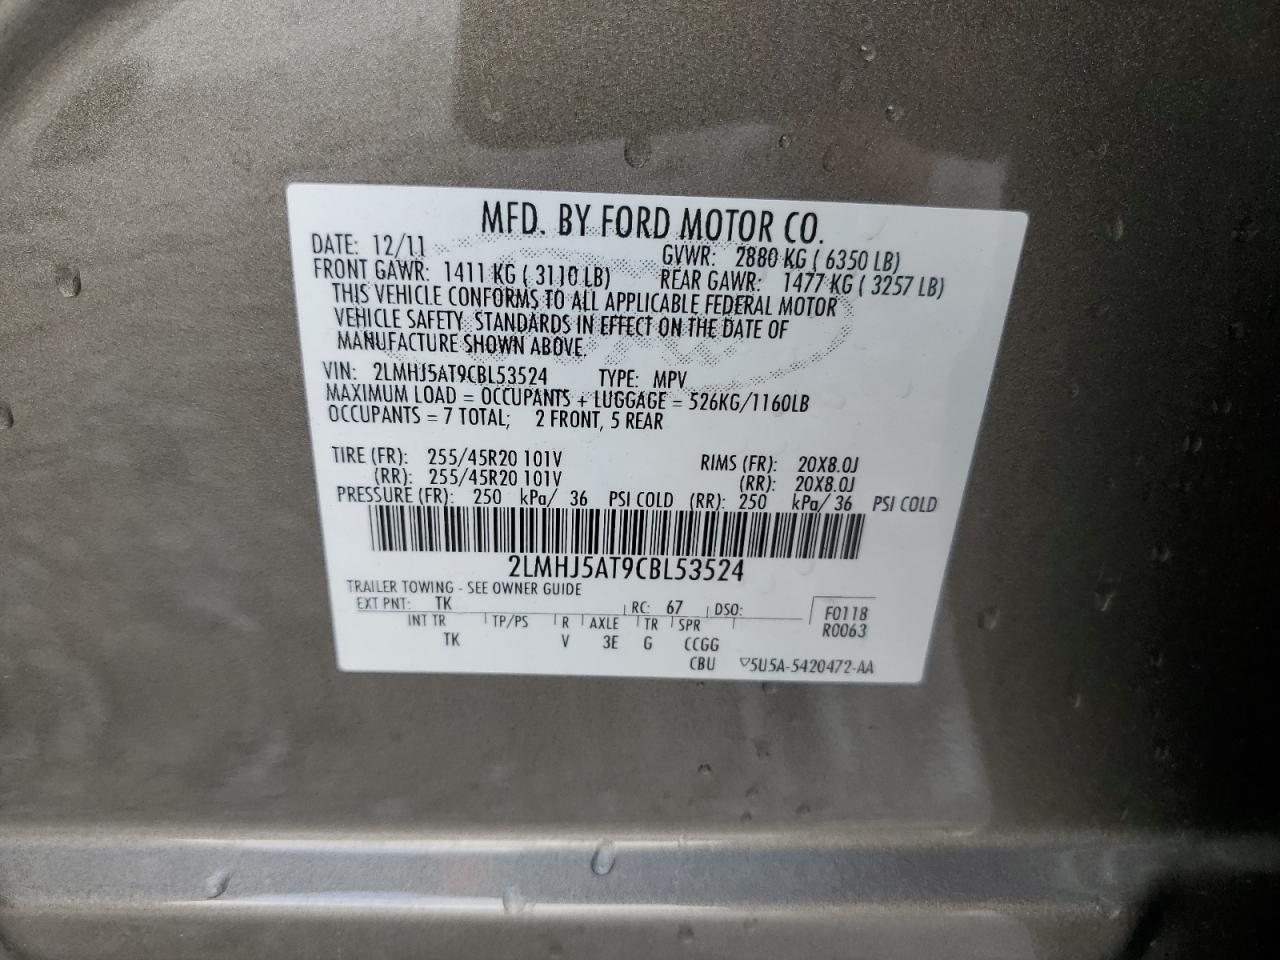 MFD. BY FORD MOTOR CO.
DATE: 12/11 GVWR: 2880 KG ( 6350 LB)
FRONT GAWR: 1411 KG ( 3110 LB) REAR GAWR: 1477 KG ( 3257 LB)
THIS VEHICLE CONFORMS TO ALL APPLICABLE FEDERAL MOTOR
VEHICLE SAFETY STANDARDS IN EFFECT ON THE DATE OF
MANUFACTURE SHOWN ABOVE.
VIN: 2LMHJ5AT9CBL53524 TYPE: MPV
MAXIMUM LOAD = OCCUPANTS + LUGGAGE = 526KG/1160LB
OCCUPANTS = 7 TOTAL; 2 FRONT, 5 REAR
TIRE (FR): 255/45R20 101V RIMS (FR): 20X8.0J
(RR): 255/45R20 101V (RR): 20X8.0J
PRESSURE (FR): 250 kPa/ 36 PSI COLD (RR): 250 kPa/ 36 PSI COLD
2LMHJ5AT9CBL53524
TRAILER TOWING - SEE OWNER GUIDE
EXT PNT: TK RC: 67 DSO: F0118
INT TR TP/PS R AXLE TR SPR R0063
TK V 3E G CCGG
CBU ▽5U5A-5420472-AA